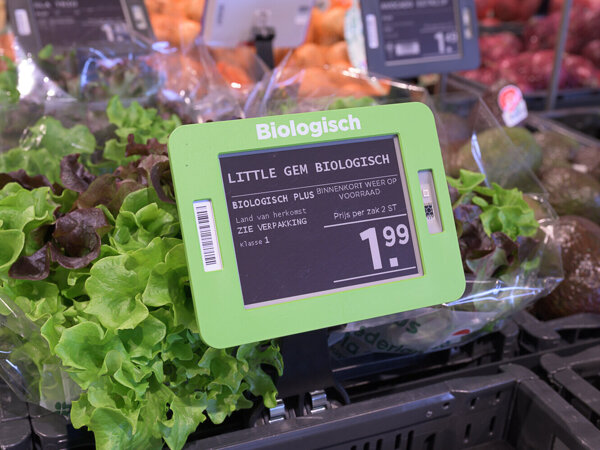 Biologisch
LITTLE GEM BIOLOGISCH
BIOLOGISCH PLUS
BINNENKORT WEER OP
VOORRAAD
Land van herkomst
ZIE VERPAKKING
Klasse 1
Prijs per zak 2 ST
1.99